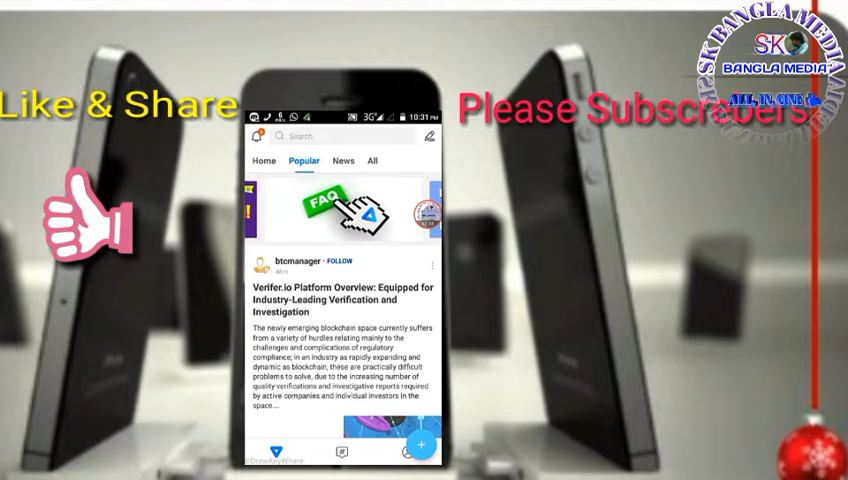 SK BANGLA MEDIA
SK
BANGLA MEDIA
ALL IN ONE
Like & Share
Please Subscrebers
3G
10:31 PM
Search
Home Popular News All
FAQ
btcmanager · FOLLOW
46m
Verifer.io Platform Overview: Equipped for
Industry-Leading Verification and
Investigation
The newly emerging blockchain space currently suffers
from a variety of hurdles relating mainly to the
challenges and complications of regulatory
compliance; in an industry as rapidly expanding and
dynamic as blockchain, these are practically difficult
problems to solve, due to the increasing number of
quality verifications and investigative reports required
by active companies and individual investors in the
space...
@DrawAnyWhere